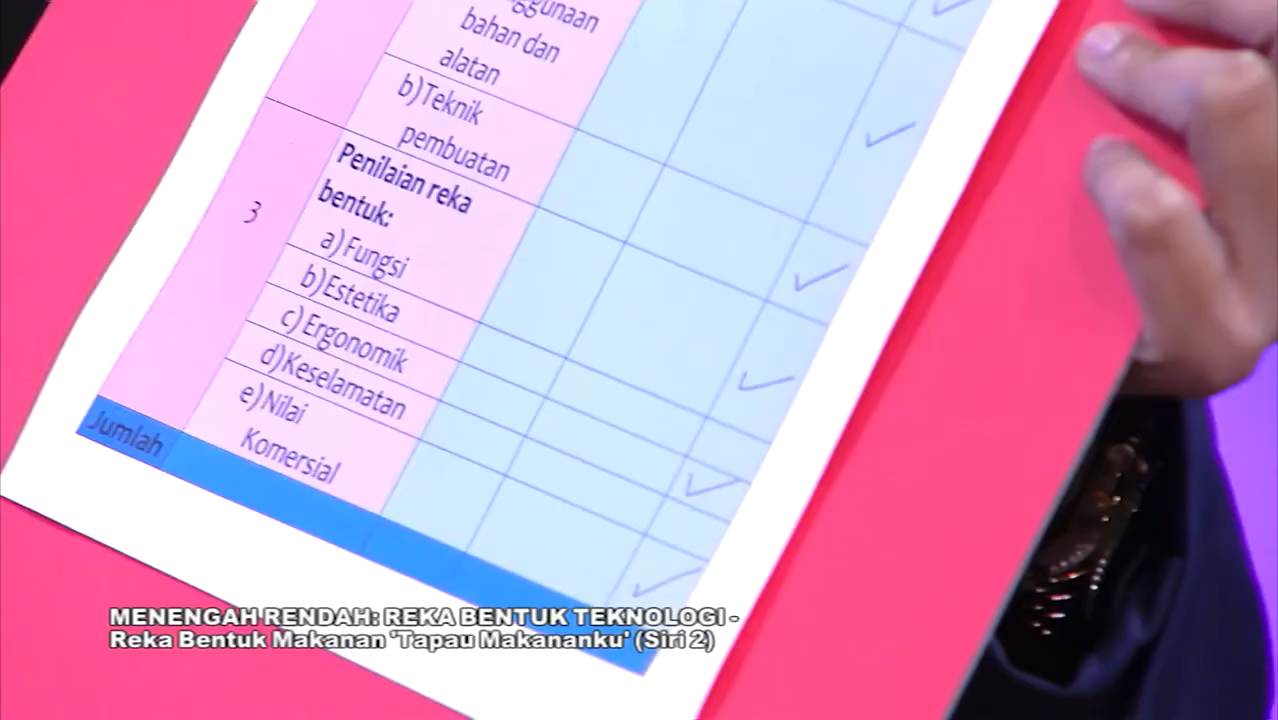 bahan dan
alatan
b)Teknik
pembuatan
3
Penilaian reka
bentuk:
a)Fungsi
b)Estetika
c)Ergonomik
d)Keselamatan
e)Nilai
Komersial
Jumlah
MENENGAH RENDAH: REKA BENTUK TEKNOLOGI -
Reka Bentuk Makanan 'Tapau Makananku' (Siri 2)